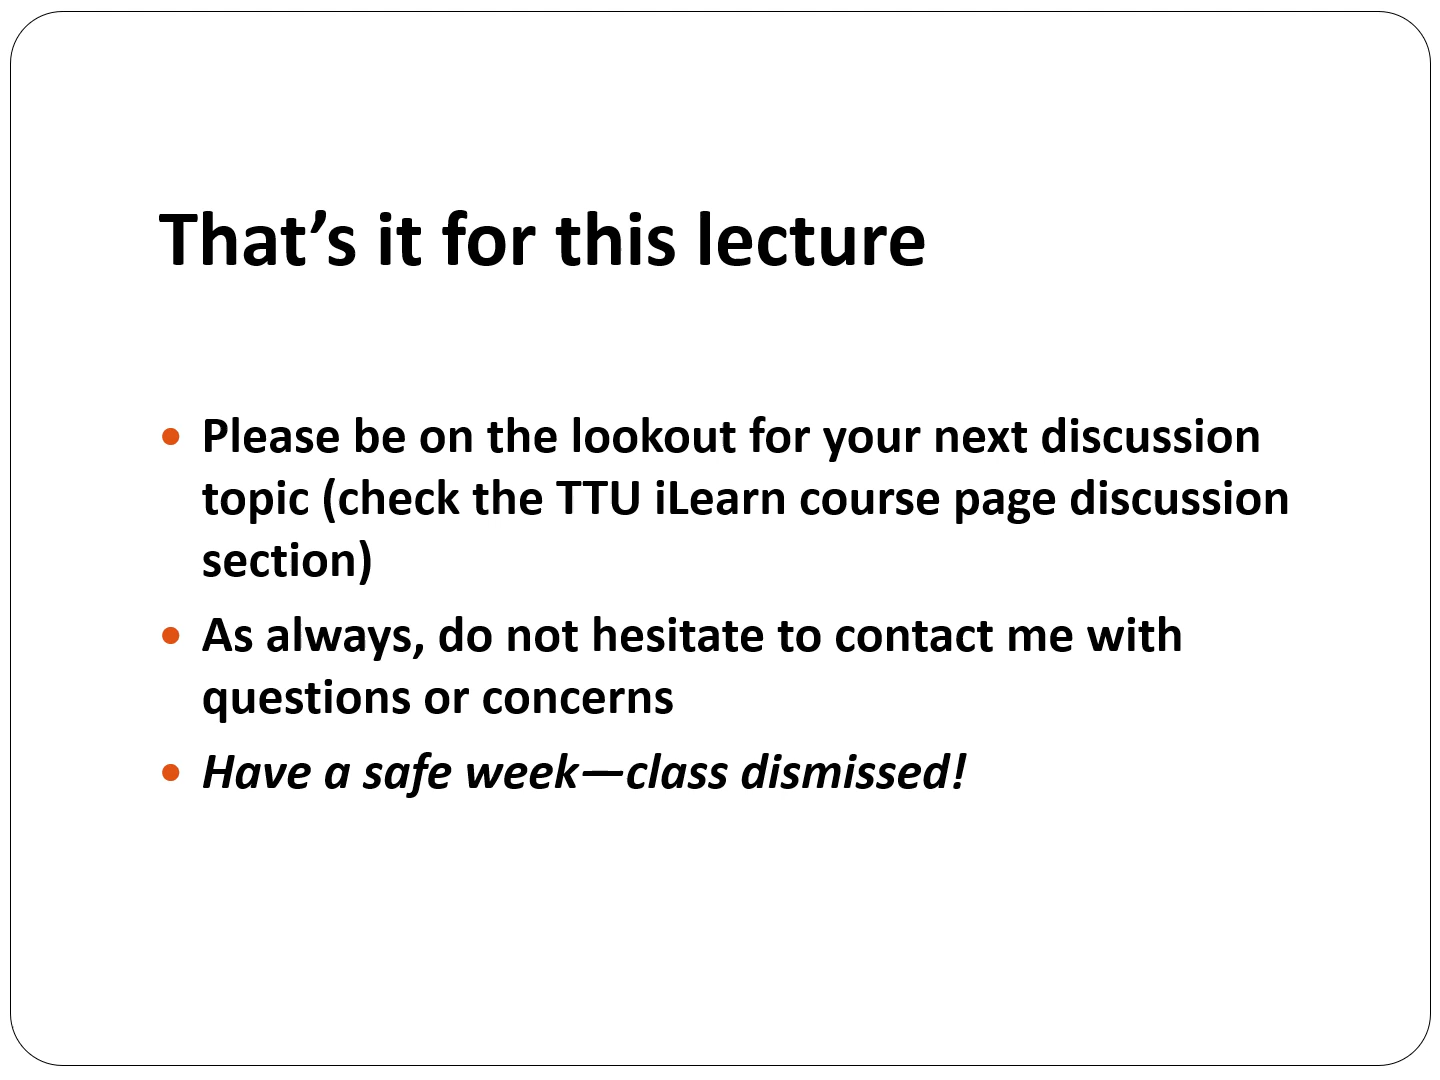 That’s it for this lecture
• Please be on the lookout for your next discussion
topic (check the TTU iLearn course page discussion
section)
• As always, do not hesitate to contact me with
questions or concerns
• Have a safe week—class dismissed!